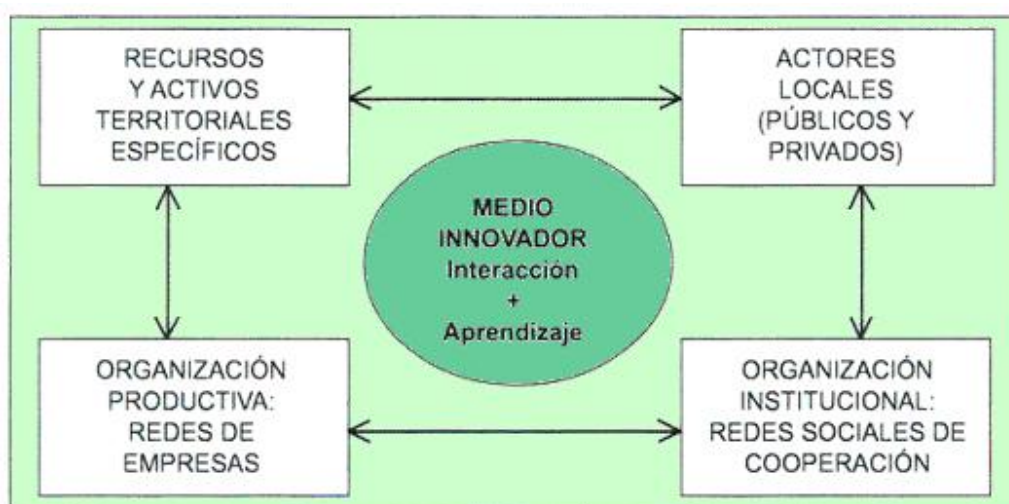 RECURSOS
Y ACTIVOS
TERRITORIALES
ESPECÍFICOS
ACTORES
LOCALES
(PÚBLICOS Y
PRIVADOS)
MEDIO
INNOVADOR
Interacción
+
Aprendizaje
ORGANIZACIÓN
PRODUCTIVA:
REDES DE
EMPRESAS
ORGANIZACIÓN
INSTITUCIONAL:
REDES SOCIALES DE
COOPERACIÓN